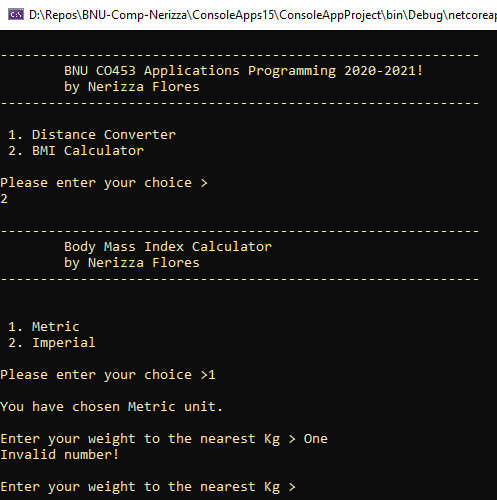 D:\Repos\BNU-Comp-Nerizza\ConsoleApps15\ConsoleAppProject\bin\Debug\netcoreap
------------------------------------------------------------
BNU CO453 Applications Programming 2020-2021!
by Nerizza Flores
------------------------------------------------------------
1. Distance Converter
2. BMI Calculator
Please enter your choice >
2
------------------------------------------------------------
Body Mass Index Calculator
by Nerizza Flores
------------------------------------------------------------
1. Metric
2. Imperial
Please enter your choice >1
You have chosen Metric unit.
Enter your weight to the nearest Kg > One
Invalid number!
Enter your weight to the nearest Kg >